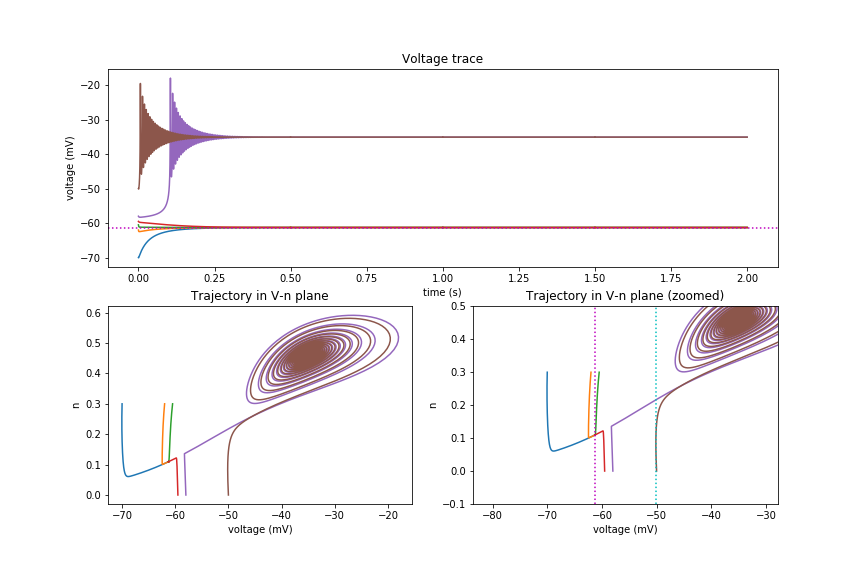 Voltage trace
voltage (mV)
−20
−30
−40
−50
−60
−70
0.00 0.25 0.50 0.75 1.00 1.25 1.50 1.75 2.00
time (s)
Trajectory in V-n plane
n
0.6
0.5
0.4
0.3
0.2
0.1
0.0
−70 −60 −50 −40 −30 −20
voltage (mV)
Trajectory in V-n plane (zoomed)
n
0.5
0.4
0.3
0.2
0.1
0.0
−0.1
−80 −70 −60 −50 −40 −30
voltage (mV)